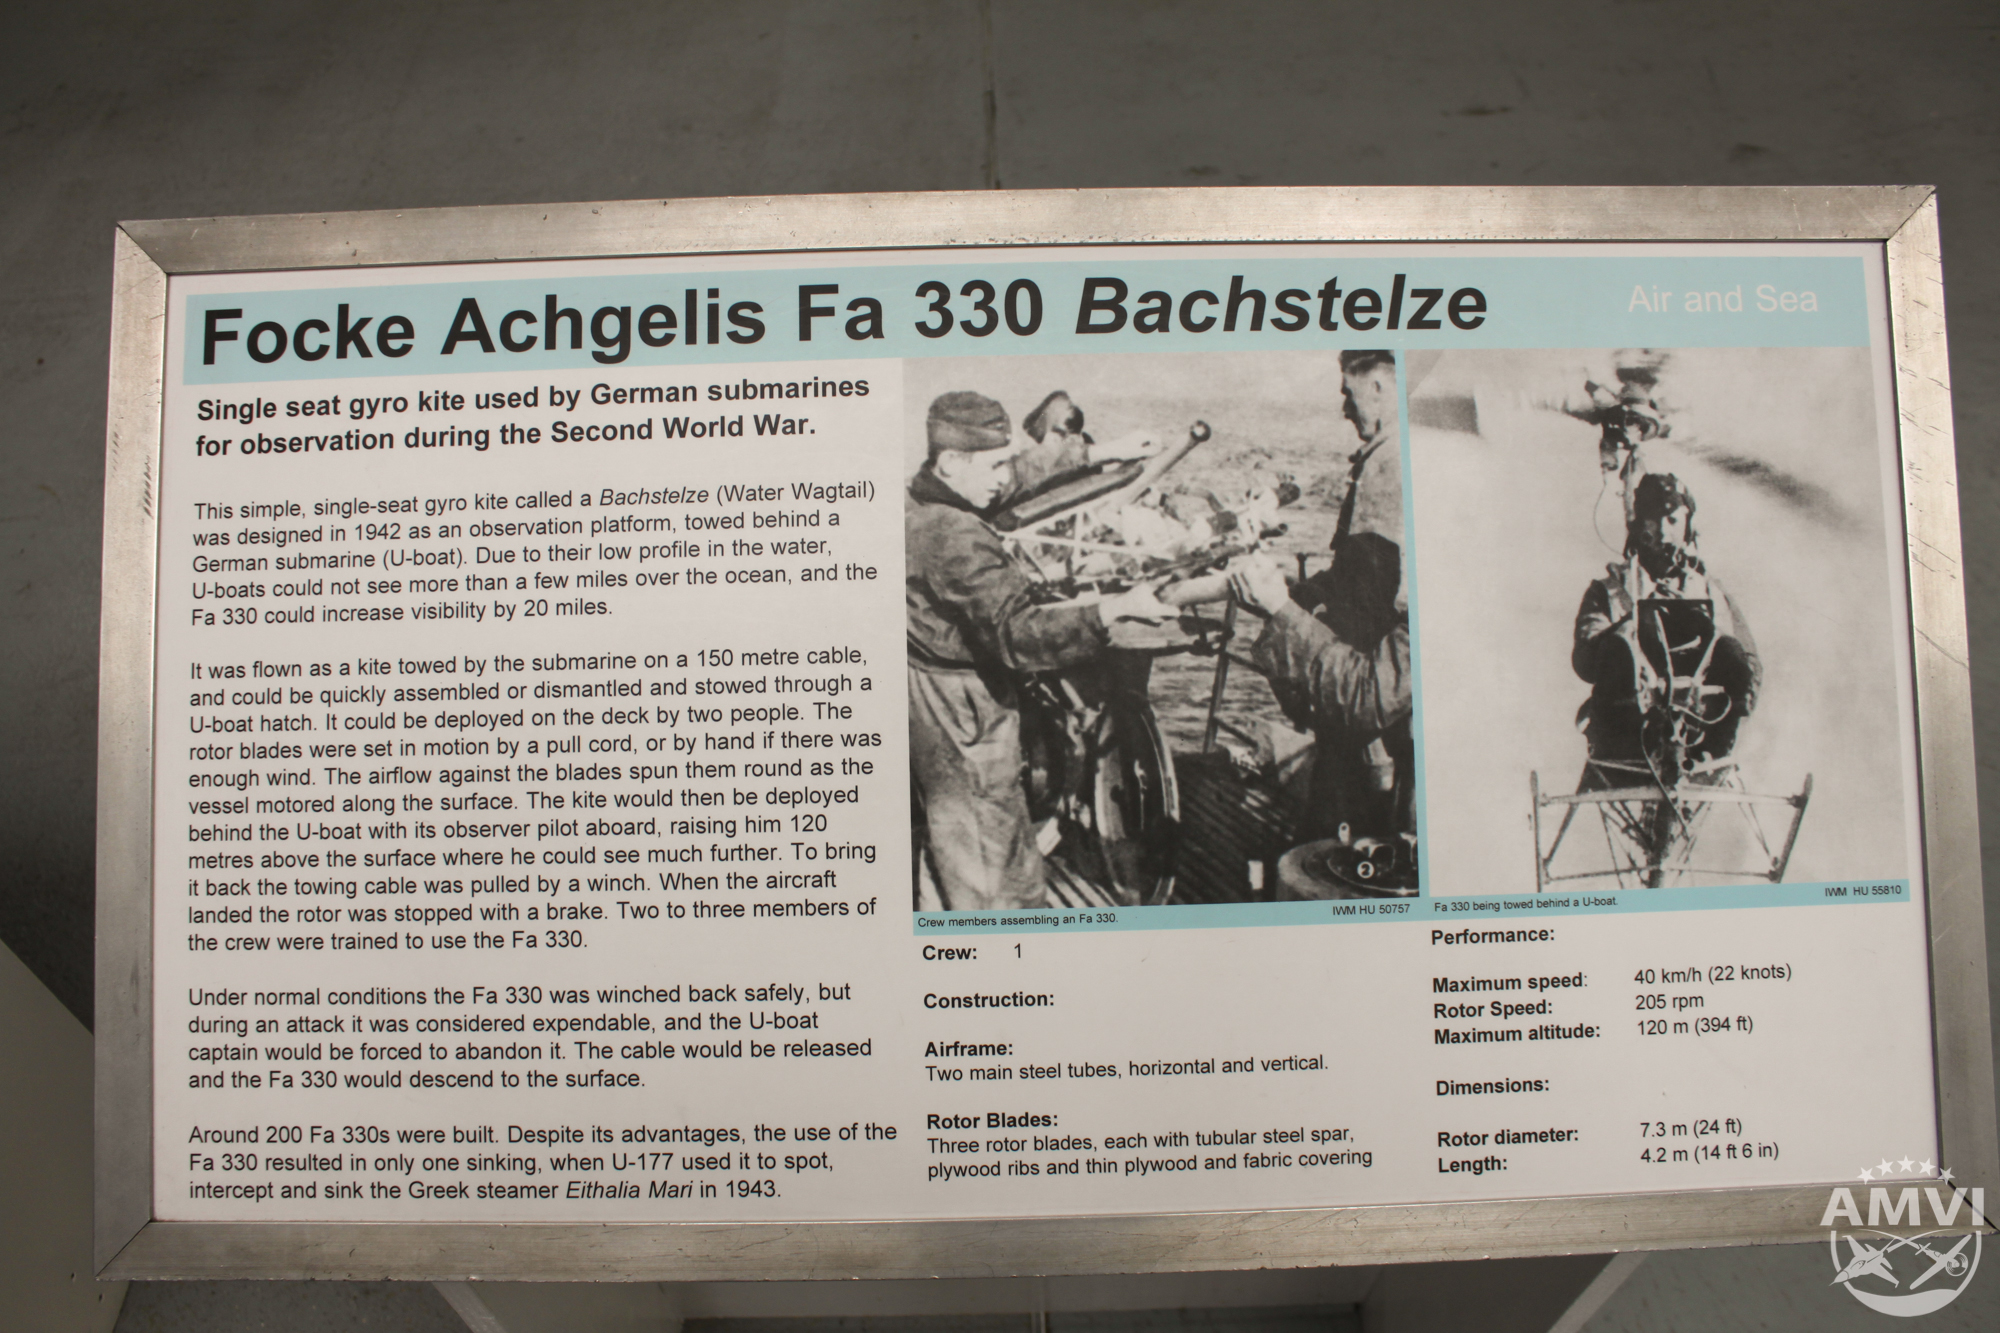 Focke Achgelis Fa 330 Bachstelze
Air and Sea
Single seat gyro kite used by German submarines
for observation during the Second World War.
This simple, single-seat gyro kite called a Bachstelze (Water Wagtail)
was designed in 1942 as an observation platform, towed behind a
German submarine (U-boat). Due to their low profile in the water,
U-boats could not see more than a few miles over the ocean, and the
Fa 330 could increase visibility by 20 miles.
It was flown as a kite towed by the submarine on a 150 metre cable,
and could be quickly assembled or dismantled and stowed through a
U-boat hatch. It could be deployed on the deck by two people. The
rotor blades were set in motion by a pull cord, or by hand if there was
enough wind. The airflow against the blades spun them round as the
vessel motored along the surface. The kite would then be deployed
behind the U-boat with its observer pilot aboard, raising him 120
metres above the surface where he could see much further. To bring
it back the towing cable was pulled by a winch. When the aircraft
landed the rotor was stopped with a brake. Two to three members of
the crew were trained to use the Fa 330.
Under normal conditions the Fa 330 was winched back safely, but
during an attack it was considered expendable, and the U-boat
captain would be forced to abandon it. The cable would be released
and the Fa 330 would descend to the surface.
Around 200 Fa 330s were built. Despite its advantages, the use of the
Fa 330 resulted in only one sinking, when U-177 used it to spot,
intercept and sink the Greek steamer Eithalia Mari in 1943.
2
Crew members assembling an Fa 330.
IWM HU 50757
Fa 330 being towed behind a U-boat.
IWM HU 55810
Crew: 1
Construction:
Airframe:
Two main steel tubes, horizontal and vertical.
Rotor Blades:
Three rotor blades, each with tubular steel spar,
plywood ribs and thin plywood and fabric covering
Performance:
Maximum speed: 40 km/h (22 knots)
Rotor Speed: 205 rpm
Maximum altitude: 120 m (394 ft)
Dimensions:
Rotor diameter: 7.3 m (24 ft)
Length: 4.2 m (14 ft 6 in)
AMVI